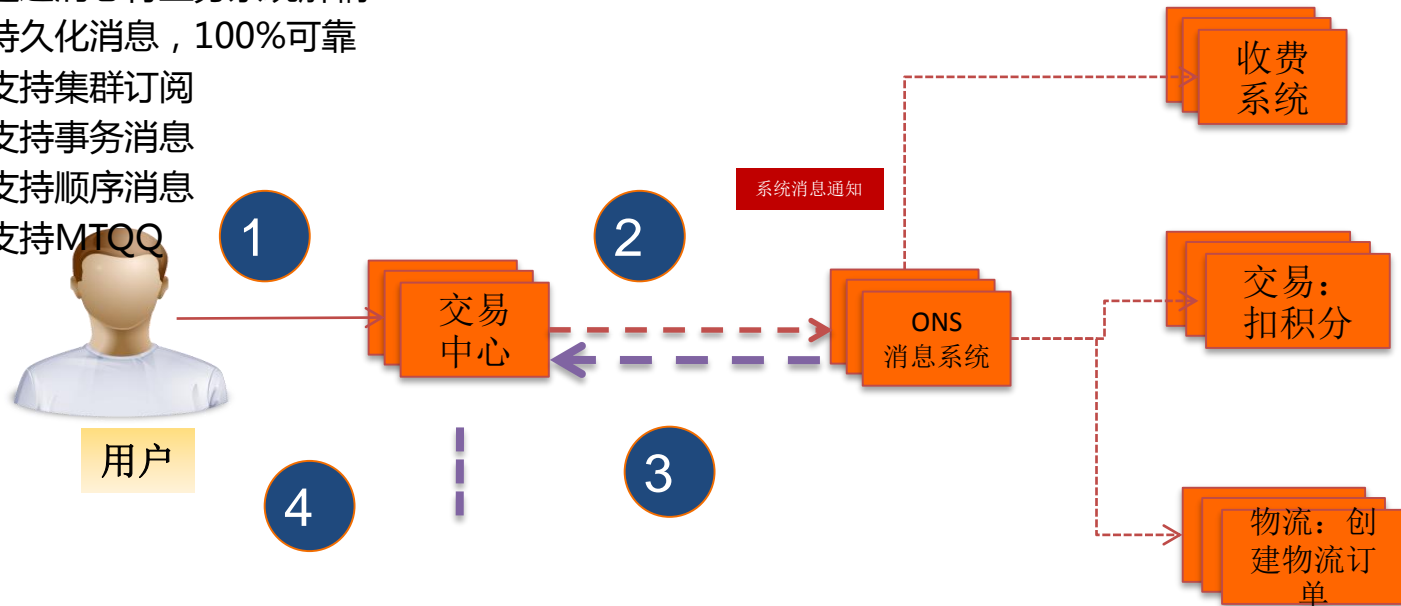 持久化消息，100%可靠
支持集群订阅
支持事务消息
支持顺序消息
支持MTQQ
1
2
系统消息通知
收费
系统
交易
中心
ONS
消息系统
交易：
扣积分
用户
4
3
物流：创
建物流订
单